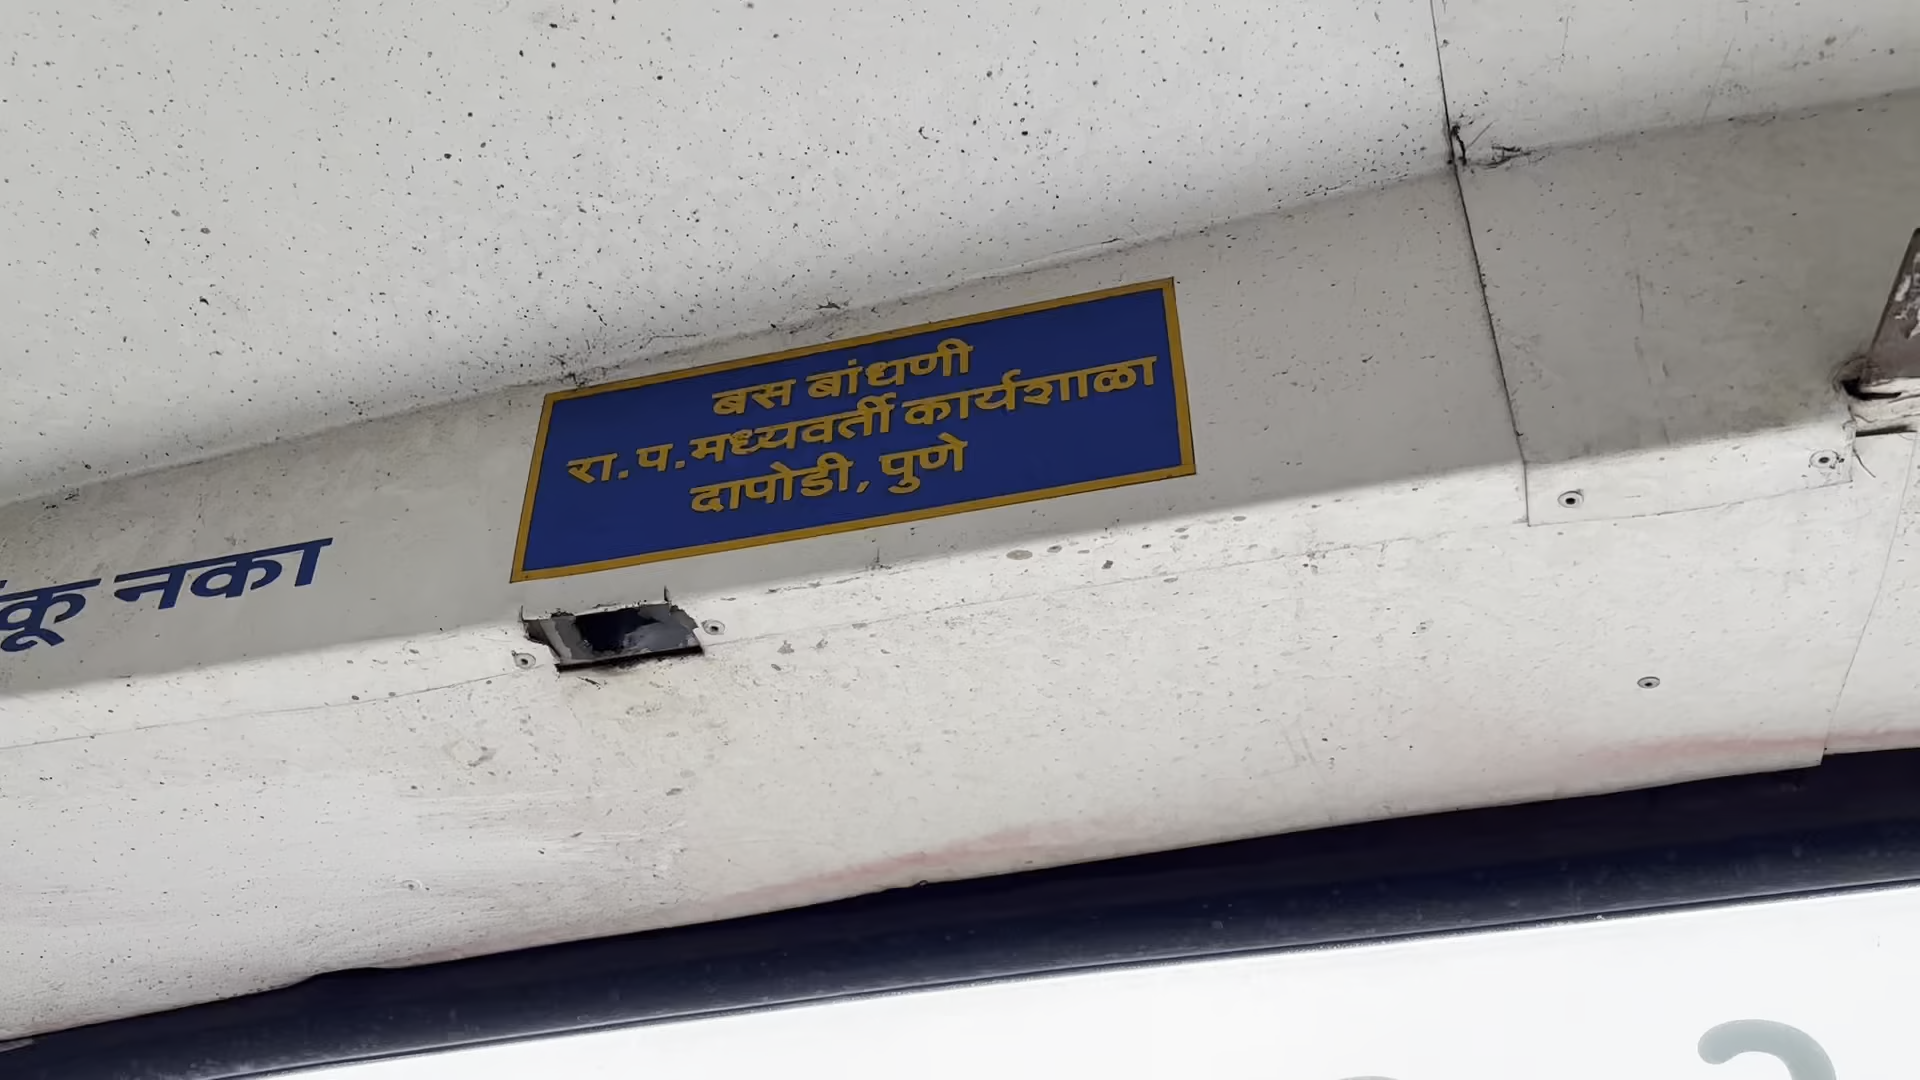 बस बांधणी
रा.प.मध्यवर्ती कार्यशाळा
दापोडी, पुणे
नका